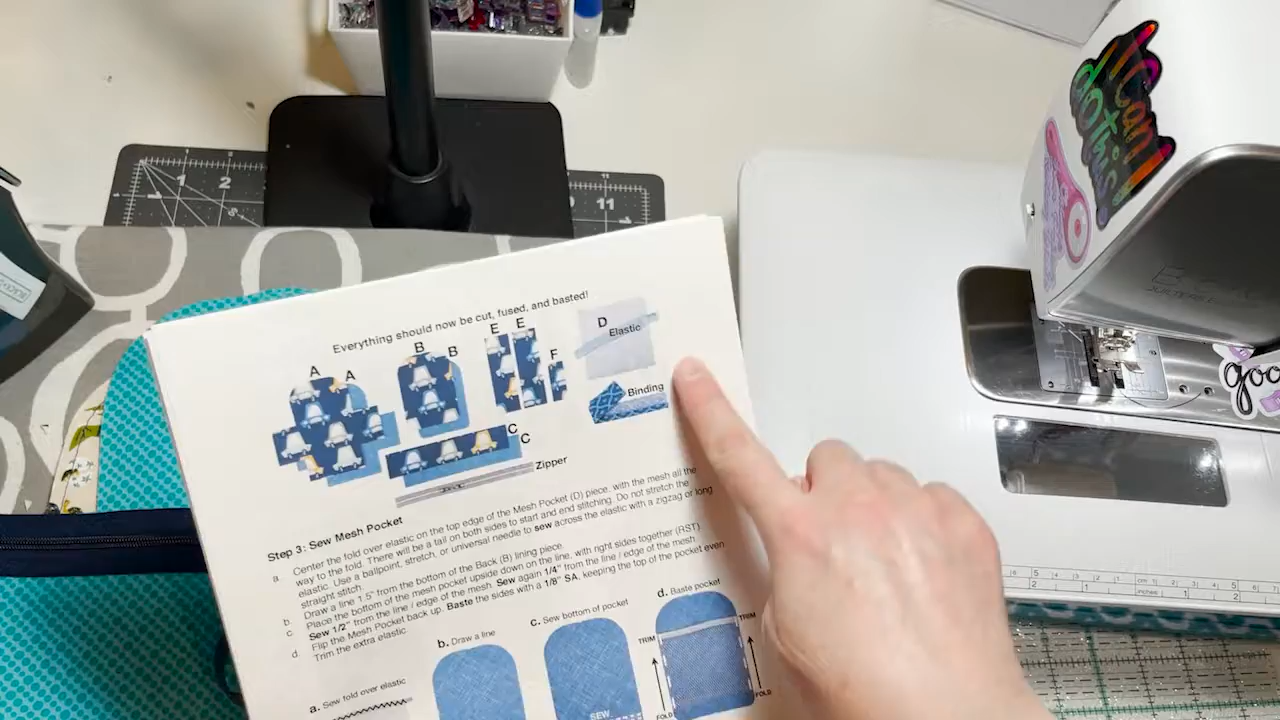 I Can
do this!
1 2
11
Everything should now be cut, fused, and basted!
A A
B B
E E F
D Elastic
Binding
C C
Zipper
Step 3: Sew Mesh Pocket
a. Center the fold over elastic on the top edge of the Mesh Pocket (D) piece, with the mesh all the
way to the fold. There will be a tail on both sides to start and end stitching. Do not stretch the
elastic. Use a ballpoint, stretch, or universal needle to sew across the elastic with a zigzag or long
straight stitch.
b. Draw a line 1.5" from the bottom of the Back (B) lining piece.
c. Place the bottom of the mesh pocket upside down on the line, with right sides together (RST)
Sew 1/2" from the line / edge of the mesh. Sew again 1/4" from the line / edge of the mesh.
d. Flip the Mesh Pocket back up. Baste the sides with a 1/8" SA, keeping the top of the pocket even
Trim the extra elastic.
a. Sew fold over elastic
b. Draw a line
c. Sew bottom of pocket
SEW
d. Baste pocket
TRIM TRIM
FOLD FOLD
goo